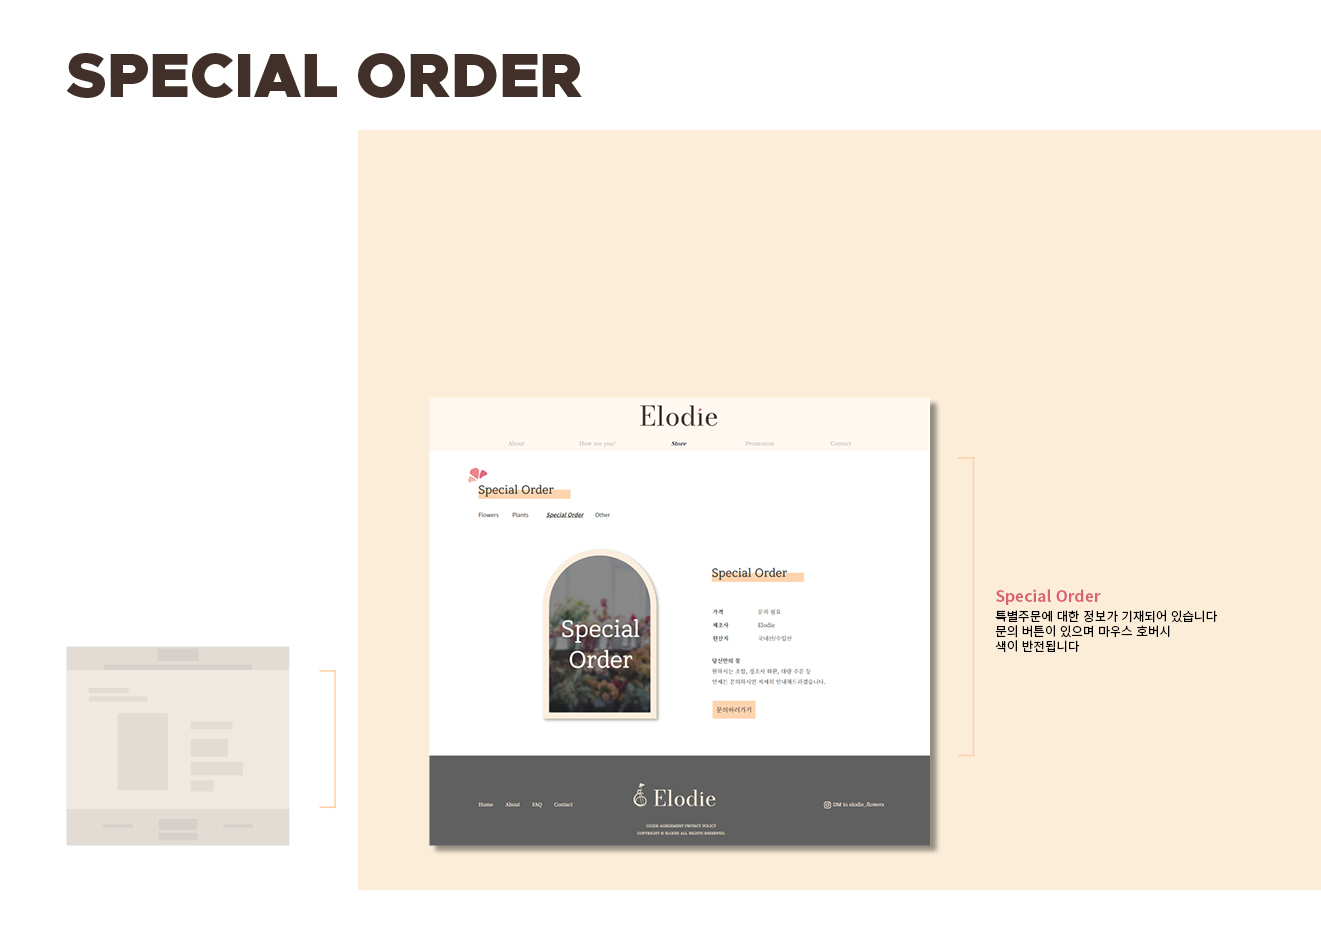 SPECIAL ORDER
Elodie
About How are you? Store Promotion Contact
Special Order
Flowers Plants Special Order Other
Special
Order
Special Order
가격 문의 필요
제조사 Elodie
원산지 국내산/수입산
당신만의 꽃
원하시는 조합, 경조사 화환, 대량 주문 등
언제든 문의하시면 자세히 안내해드리겠습니다.
문의하러가기
Special Order
특별주문에 대한 정보가 기재되어 있습니다
문의 버튼이 있으며 마우스 호버시
색이 반전됩니다
Home About FAQ Contact
Elodie
DM to elodie_flowers
GUIDE AGREEMENT PRIVACY POLICY
COPYRIGHT © ELODIE ALL RIGHTS RESERVED.